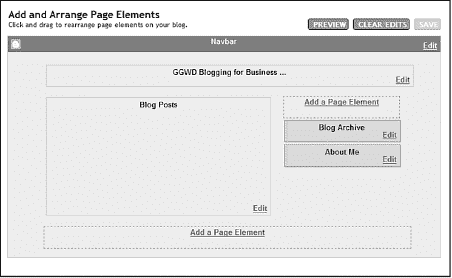 Add and Arrange Page Elements
Click and drag to rearrange page elements on your blog.
PREVIEW CLEAR EDITS SAVE
Navbar
Edit
GGWD Blogging for Business ...
Edit
Blog Posts
Edit
Add a Page Element
Blog Archive
Edit
About Me
Edit
Add a Page Element